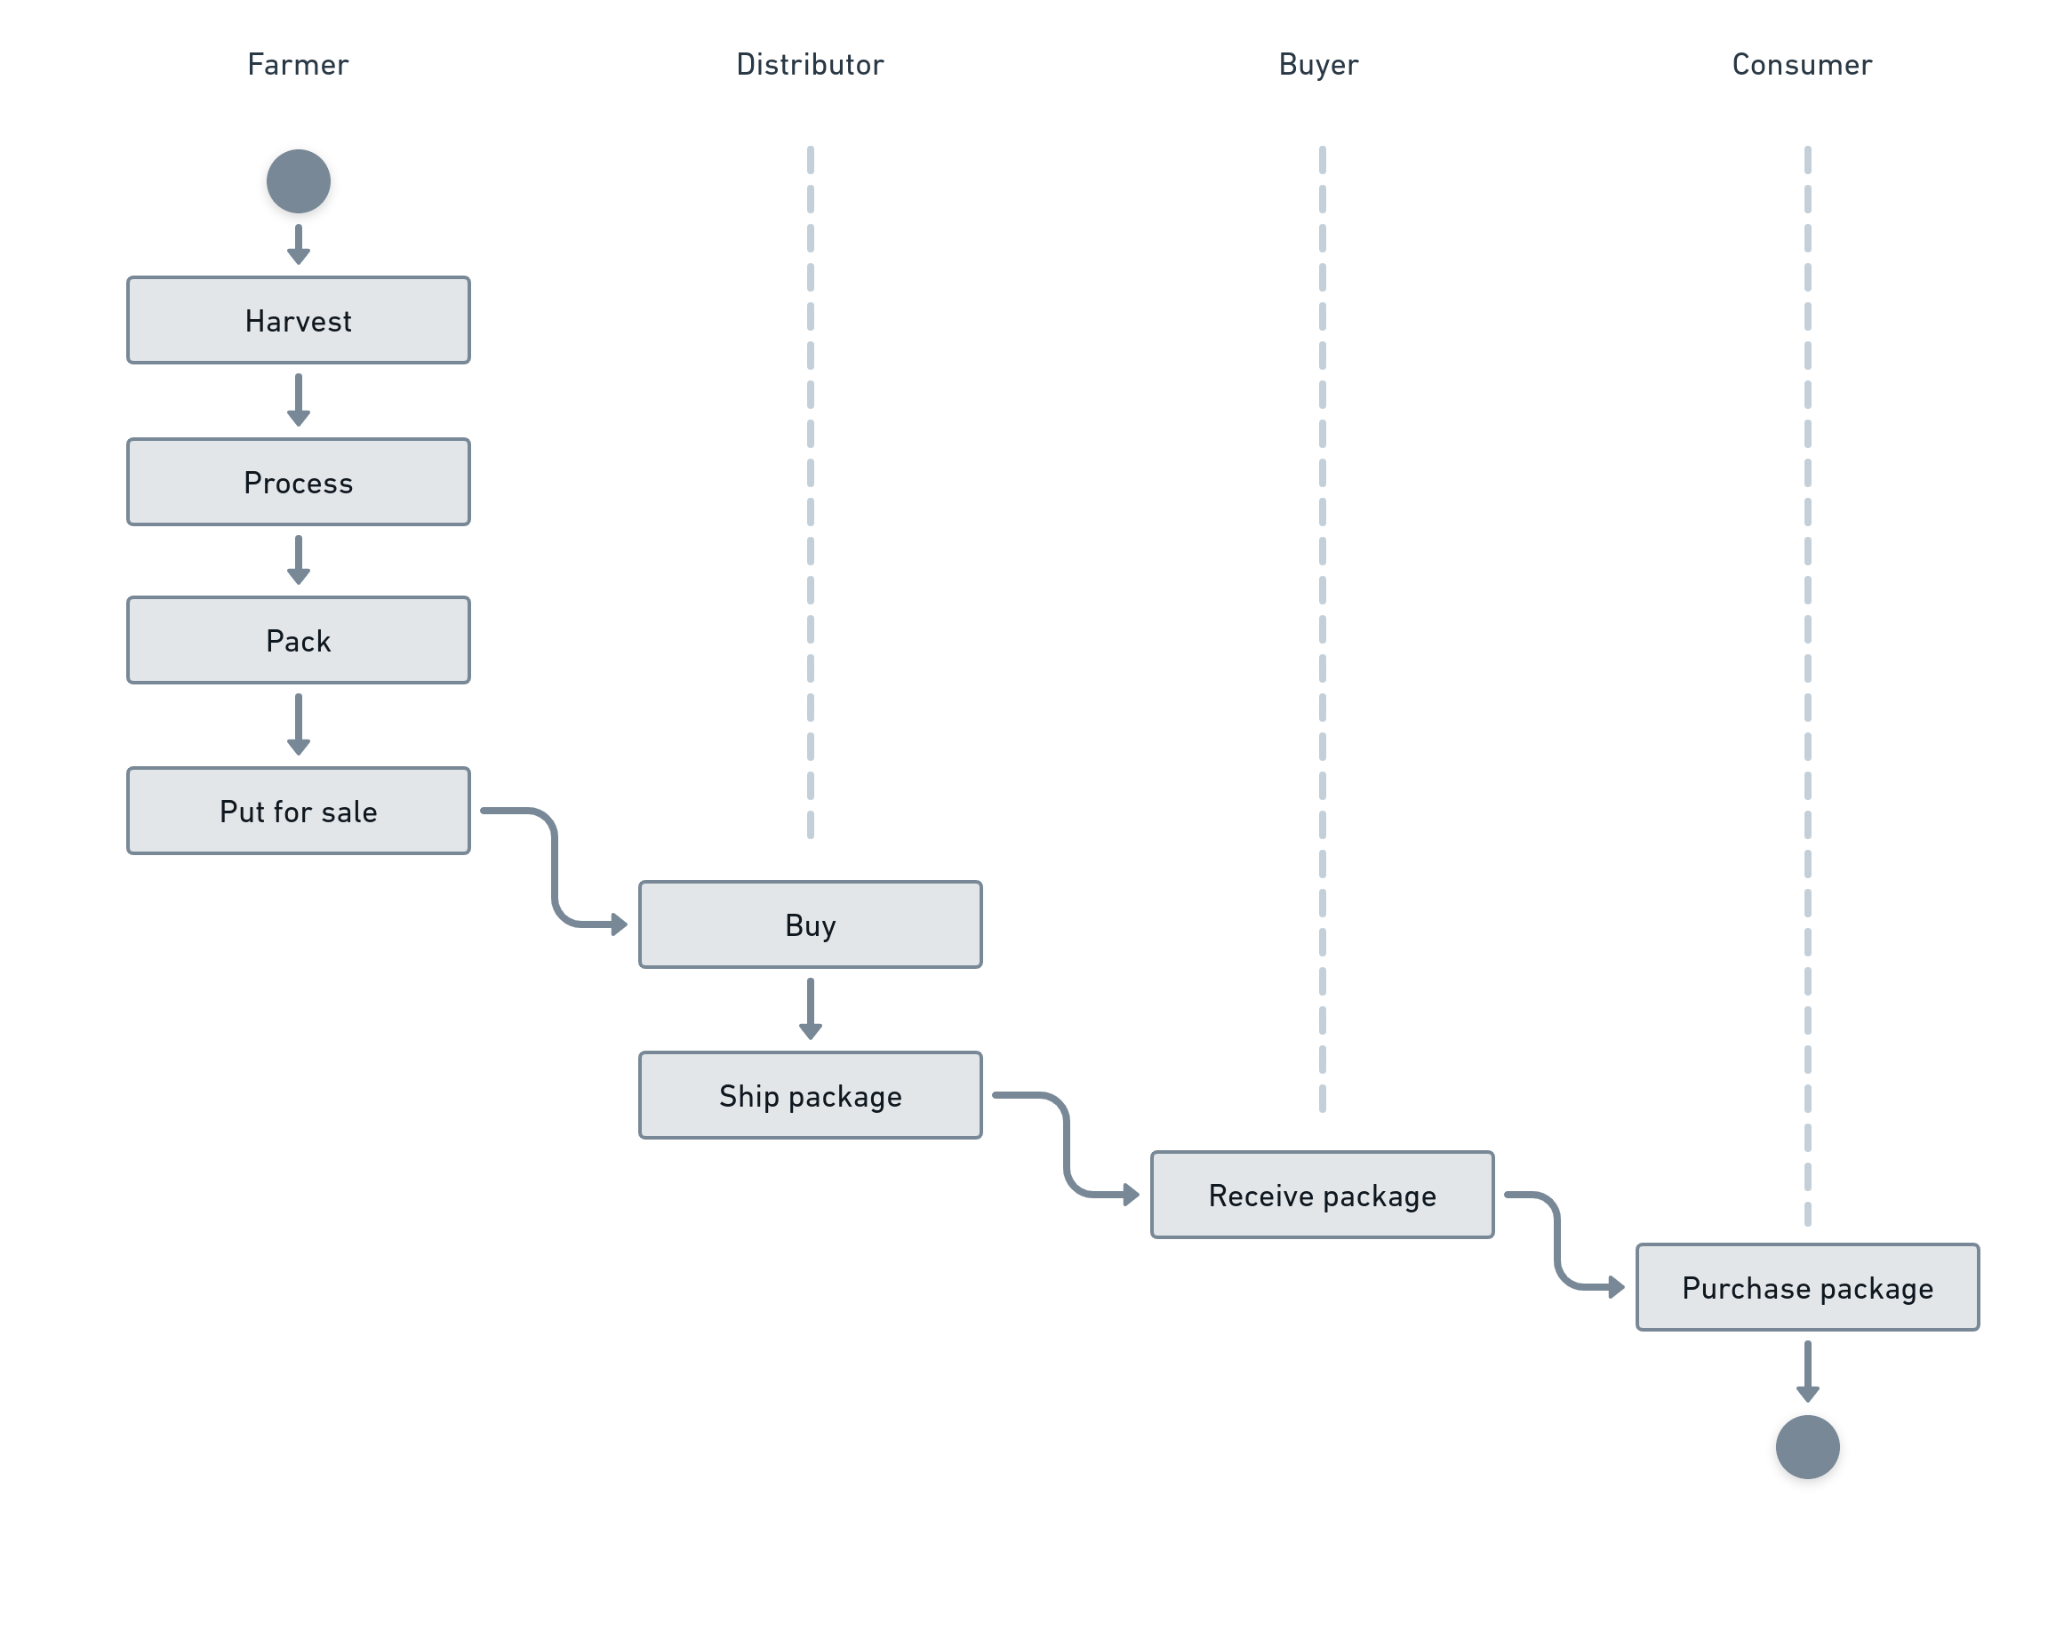 Farmer
Distributor
Buyer
Consumer
Harvest
Process
Pack
Put for sale
Buy
Ship package
Receive package
Purchase package